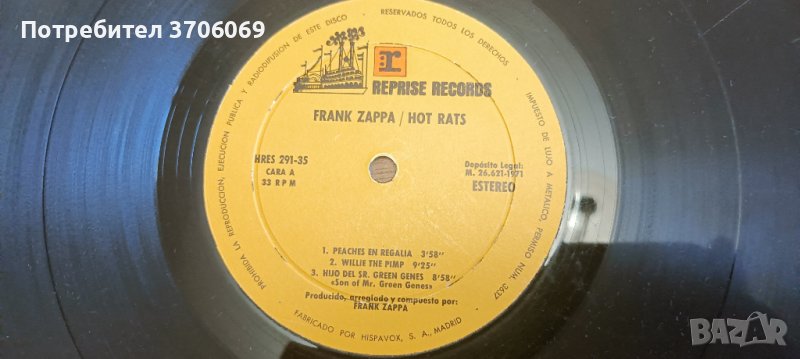 Потребител 3706069
PROHIBIDA LA REPRODUCCION, EJECUCION PUBLICA Y RADIODIFUSION DE ESTE DISCO
RESERVADOS TODOS LOS DERECHOS
IMPUESTO DE LUJO A METALICO, PERMISO NUM. 3637
r
REPRISE RECORDS
FRANK ZAPPA / HOT RATS
HRES 291-35
CARA A
33 RPM
Depósito Legal:
M. 26.621-1971
ESTEREO
1. PEACHES EN REGALIA 3'58"
2. WILLIE THE PIMP 9'25"
3. HIJO DEL SR. GREEN GENES 8'58"
«Son of Mr. Green Genes»
Producido, arreglado y compuesto por:
FRANK ZAPPA
FABRICADO POR HISPAVOX, S. A., MADRID
BAZAR